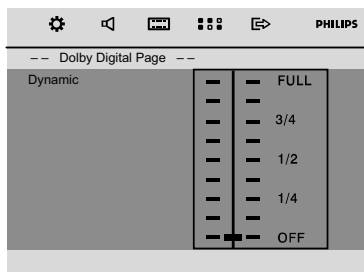 PHILIPS
-- Dolby Digital Page --
Dynamic
FULL
3/4
1/2
1/4
OFF